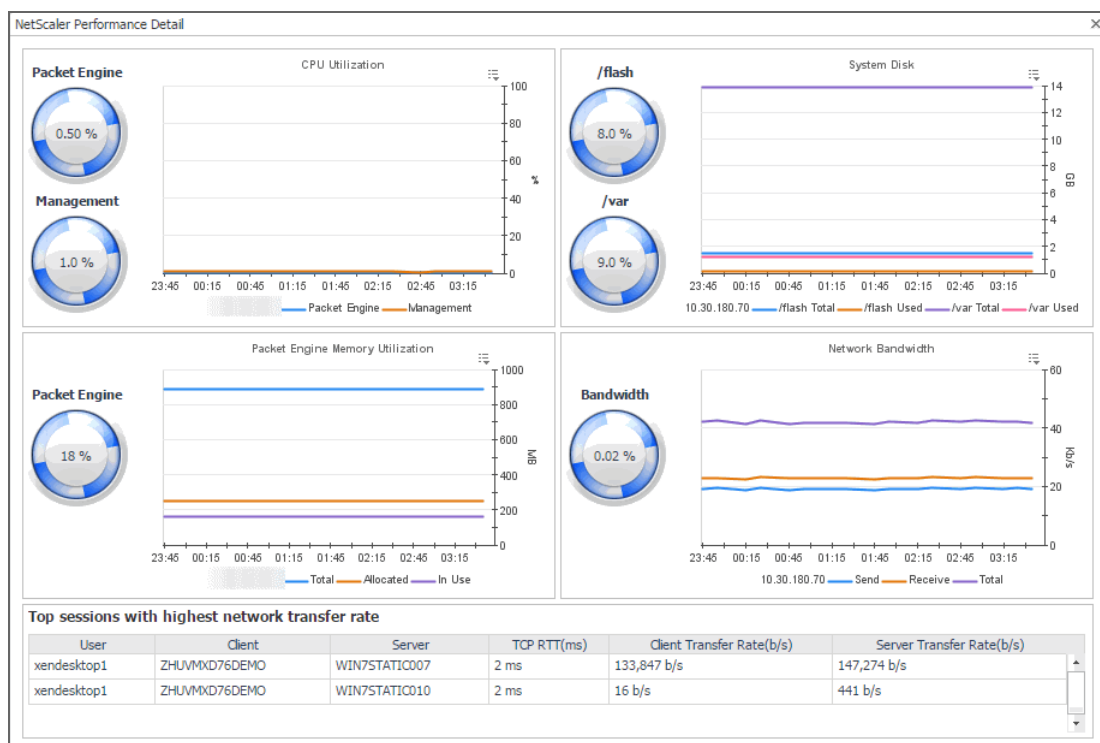 NetScaler Performance Detail
CPU Utilization
Packet Engine
0.50 %
Management
1.0 %
100
80
60
40
20
0
%
23:45 00:15 00:45 01:15 01:45 02:15 02:45 03:15
Packet Engine Management
System Disk
/flash
8.0 %
/var
9.0 %
14
12
10
8
6
4
2
0
GB
23:45 00:15 00:45 01:15 01:45 02:15 02:45 03:15
10.30.180.70 /flash Total /flash Used /var Total /var Used
Packet Engine Memory Utilization
Packet Engine
18 %
1000
800
600
400
200
0
MB
23:45 00:15 00:45 01:15 01:45 02:15 02:45 03:15
Total Allocated In Use
Network Bandwidth
Bandwidth
0.02 %
60
40
20
0
kb/s
23:45 00:15 00:45 01:15 01:45 02:15 02:45 03:15
10.30.180.70 Send Receive Total
Top sessions with highest network transfer rate
User Client Server TCP RTT(ms) Client Transfer Rate(b/s) Server Transfer Rate(b/s)
xendesktop1 ZHUVMXD76DEMO WIN7STATIC007 2 ms 133,847 b/s 147,274 b/s
xendesktop1 ZHUVMXD76DEMO WIN7STATIC010 2 ms 16 b/s 441 b/s